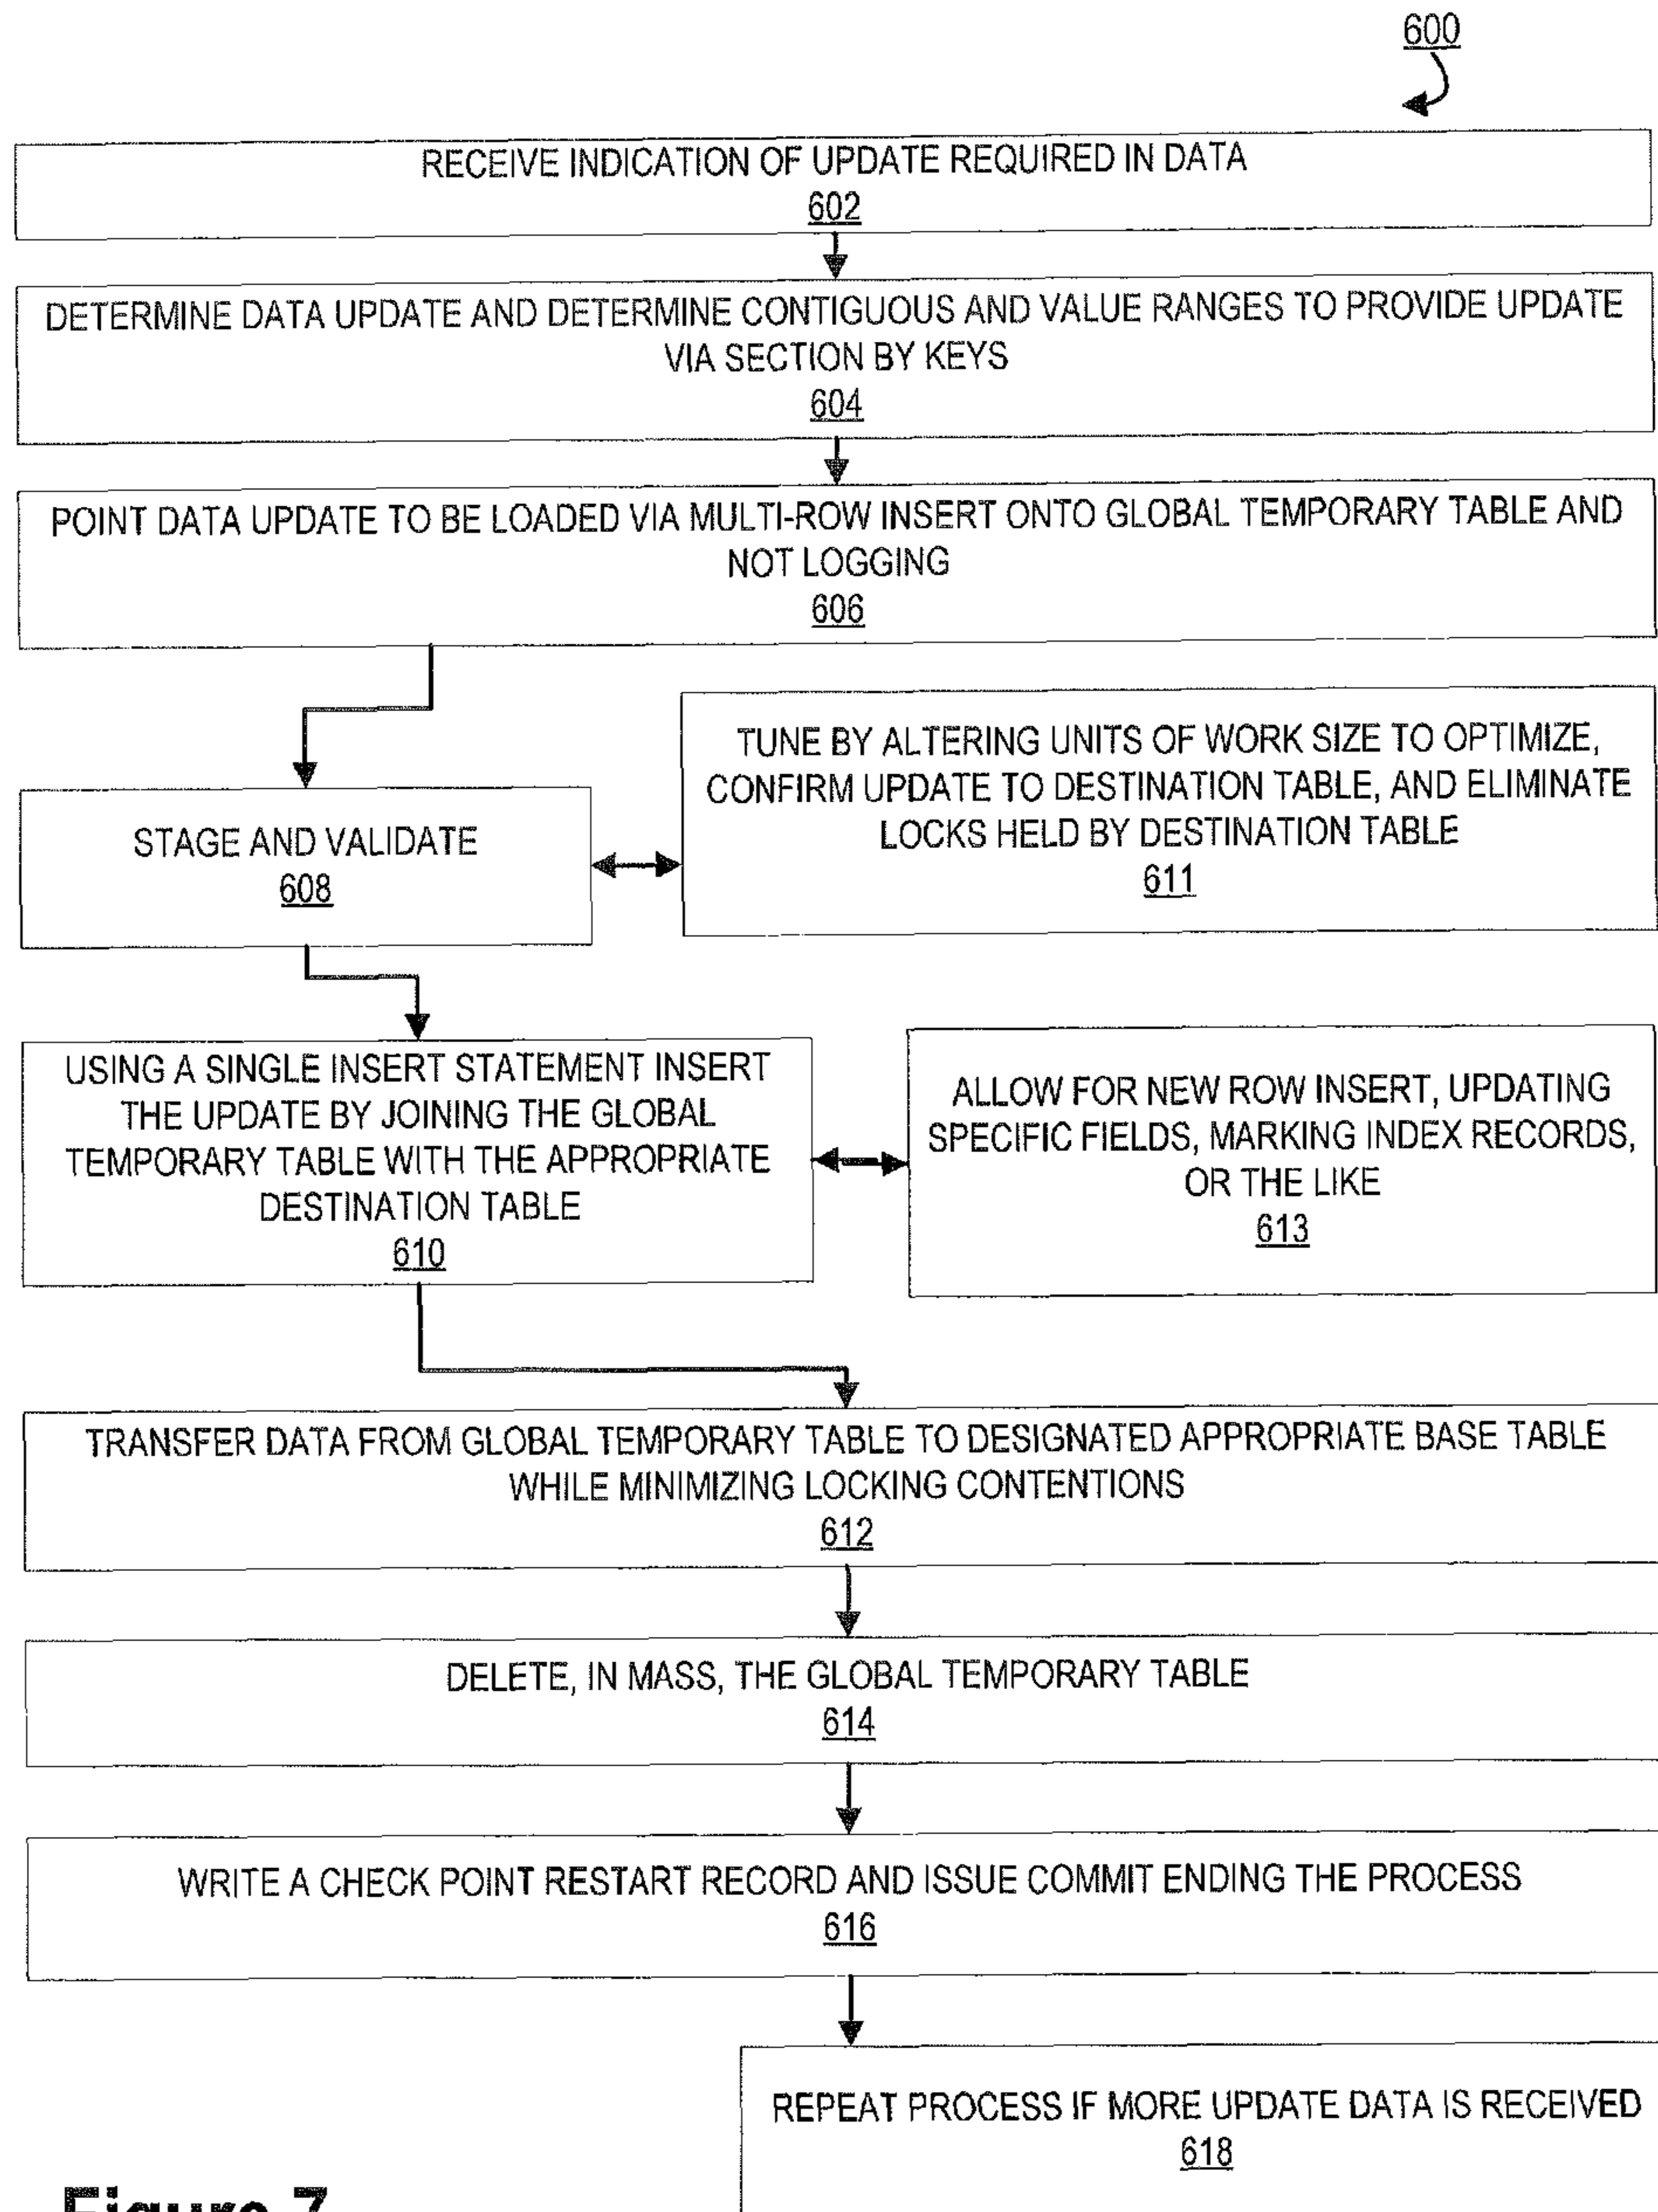 600
RECEIVE INDICATION OF UPDATE REQUIRED IN DATA
602
DETERMINE DATA UPDATE AND DETERMINE CONTIGUOUS AND VALUE RANGES TO PROVIDE UPDATE
VIA SECTION BY KEYS
604
POINT DATA UPDATE TO BE LOADED VIA MULTI-ROW INSERT ONTO GLOBAL TEMPORARY TABLE AND
NOT LOGGING
606
STAGE AND VALIDATE
608
TUNE BY ALTERING UNITS OF WORK SIZE TO OPTIMIZE,
CONFIRM UPDATE TO DESTINATION TABLE, AND ELIMINATE
LOCKS HELD BY DESTINATION TABLE
611
USING A SINGLE INSERT STATEMENT INSERT
THE UPDATE BY JOINING THE GLOBAL
TEMPORARY TABLE WITH THE APPROPRIATE
DESTINATION TABLE
610
ALLOW FOR NEW ROW INSERT, UPDATING
SPECIFIC FIELDS, MARKING INDEX RECORDS,
OR THE LIKE
613
TRANSFER DATA FROM GLOBAL TEMPORARY TABLE TO DESIGNATED APPROPRIATE BASE TABLE
WHILE MINIMIZING LOCKING CONTENTIONS
612
DELETE, IN MASS, THE GLOBAL TEMPORARY TABLE
614
WRITE A CHECK POINT RESTART RECORD AND ISSUE COMMIT ENDING THE PROCESS
616
REPEAT PROCESS IF MORE UPDATE DATA IS RECEIVED
618
Figure 7